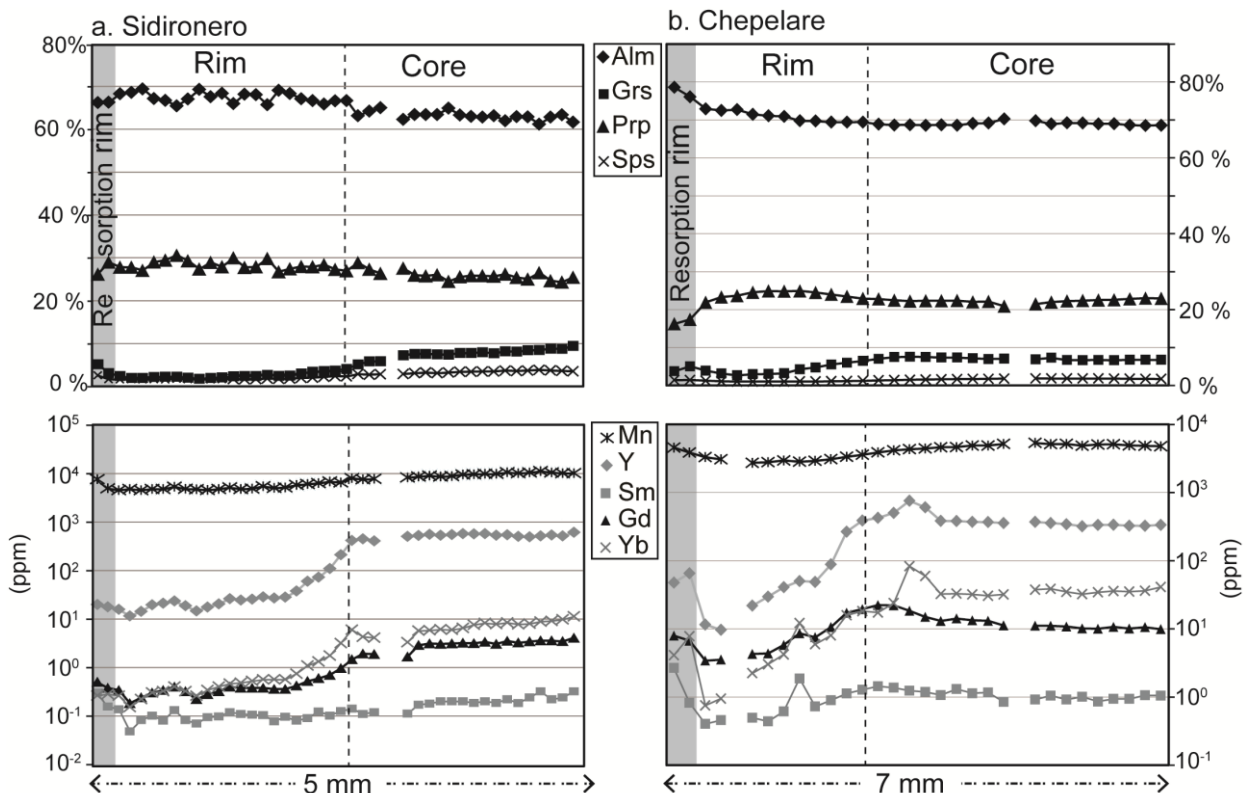 a. Sidironero
b. Chepelare
80%
60 %
40 %
20 %
0 %
Resorption rim
Rim
Core
Alm
Grs
Prp
Sps
Resorption rim
Rim
Core
80%
60 %
40 %
20 %
0 %
(ppm)
10^5
10^4
10^3
10^2
10^1
10^0
10^-1
10^-2
Mn
Y
Sm
Gd
Yb
10^4
10^3
10^2
10^1
10^0
10^-1
(ppm)
5 mm
7 mm